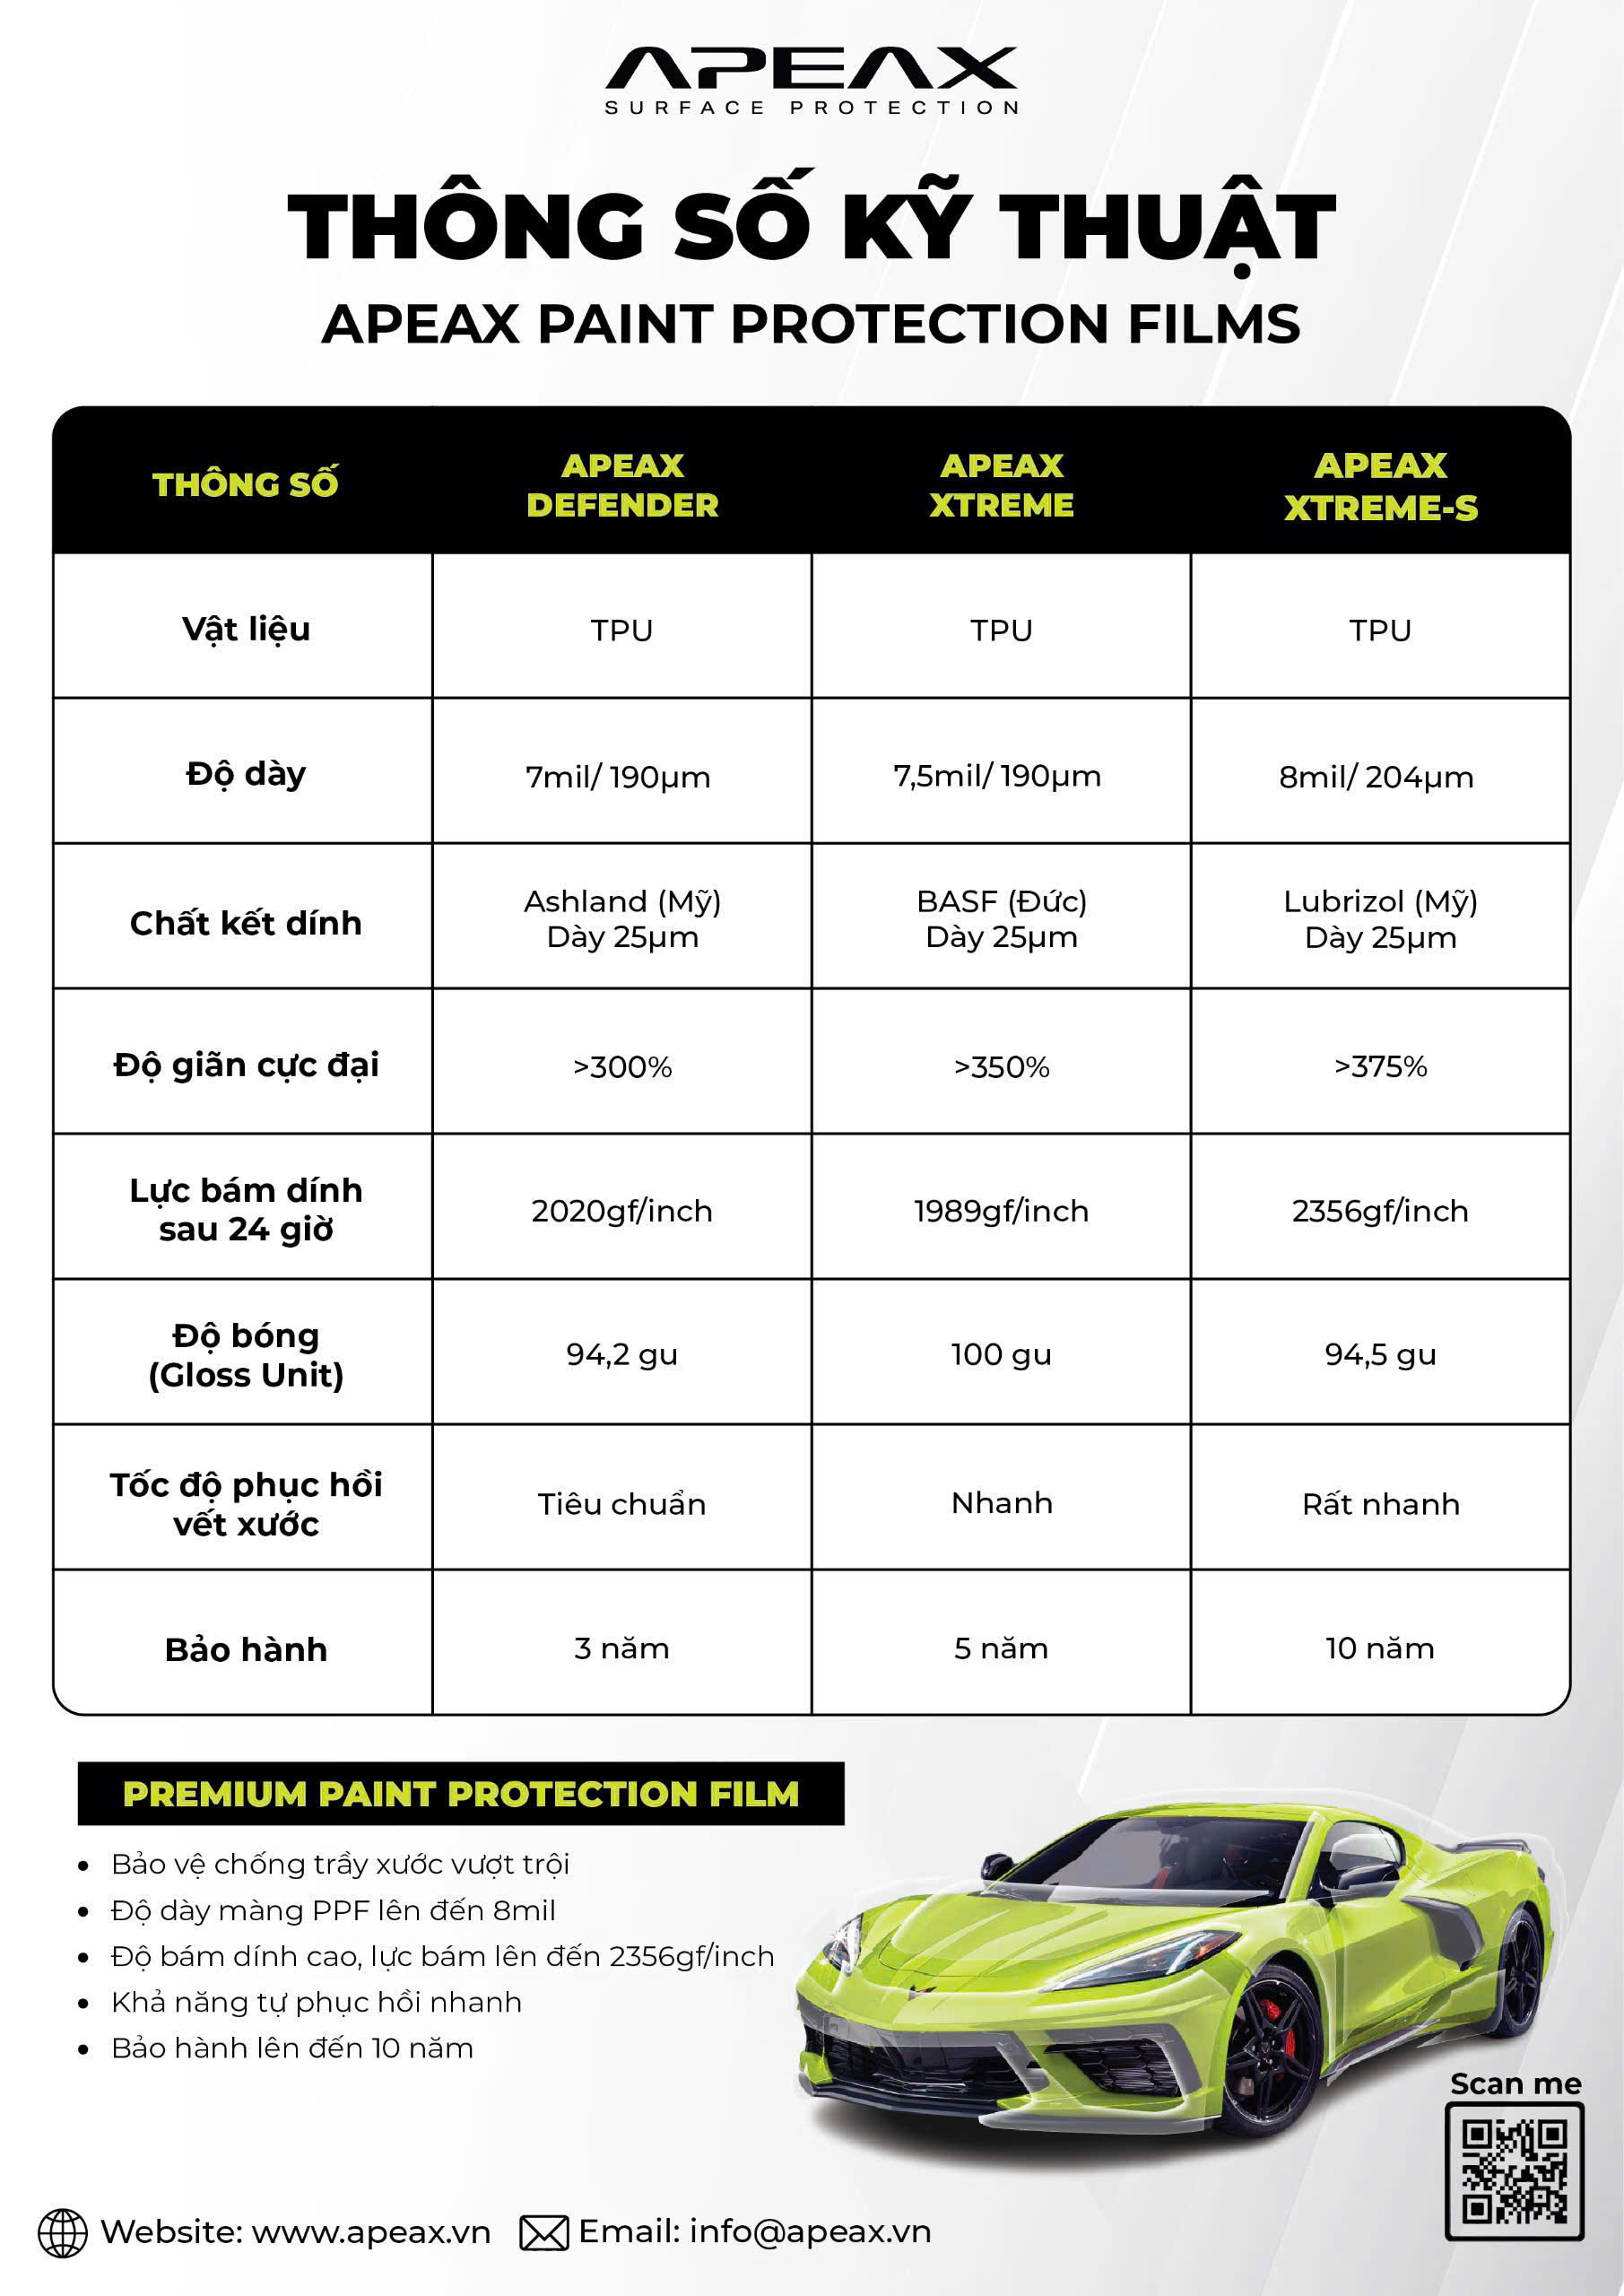 APEAX
SURFACE PROTECTION
THÔNG SỐ KỸ THUẬT
APEAX PAINT PROTECTION FILMS
THÔNG SỐ
APEAX
DEFENDER
APEAX
XTREME
APEAX
XTREME-S
Vật liệu
TPU
TPU
TPU
Độ dày
7mil/ 190µm
7,5mil/ 190µm
8mil/ 204µm
Chất kết dính
Ashland (Mỹ)
Dày 25µm
BASF (Đức)
Dày 25µm
Lubrizol (Mỹ)
Dày 25µm
Độ giãn cực đại
>300%
>350%
>375%
Lực bám dính
sau 24 giờ
2020gf/inch
1989gf/inch
2356gf/inch
Độ bóng
(Gloss Unit)
94,2 gu
100 gu
94,5 gu
Tốc độ phục hồi
vết xước
Tiêu chuẩn
Nhanh
Rất nhanh
Bảo hành
3 năm
5 năm
10 năm
PREMIUM PAINT PROTECTION FILM
• Bảo vệ chống trầy xước vượt trội
• Độ dày màng PPF lên đến 8mil
• Độ bám dính cao, lực bám lên đến 2356gf/inch
• Khả năng tự phục hồi nhanh
• Bảo hành lên đến 10 năm
Scan me
Website: www.apeax.vn
Email: info@apeax.vn